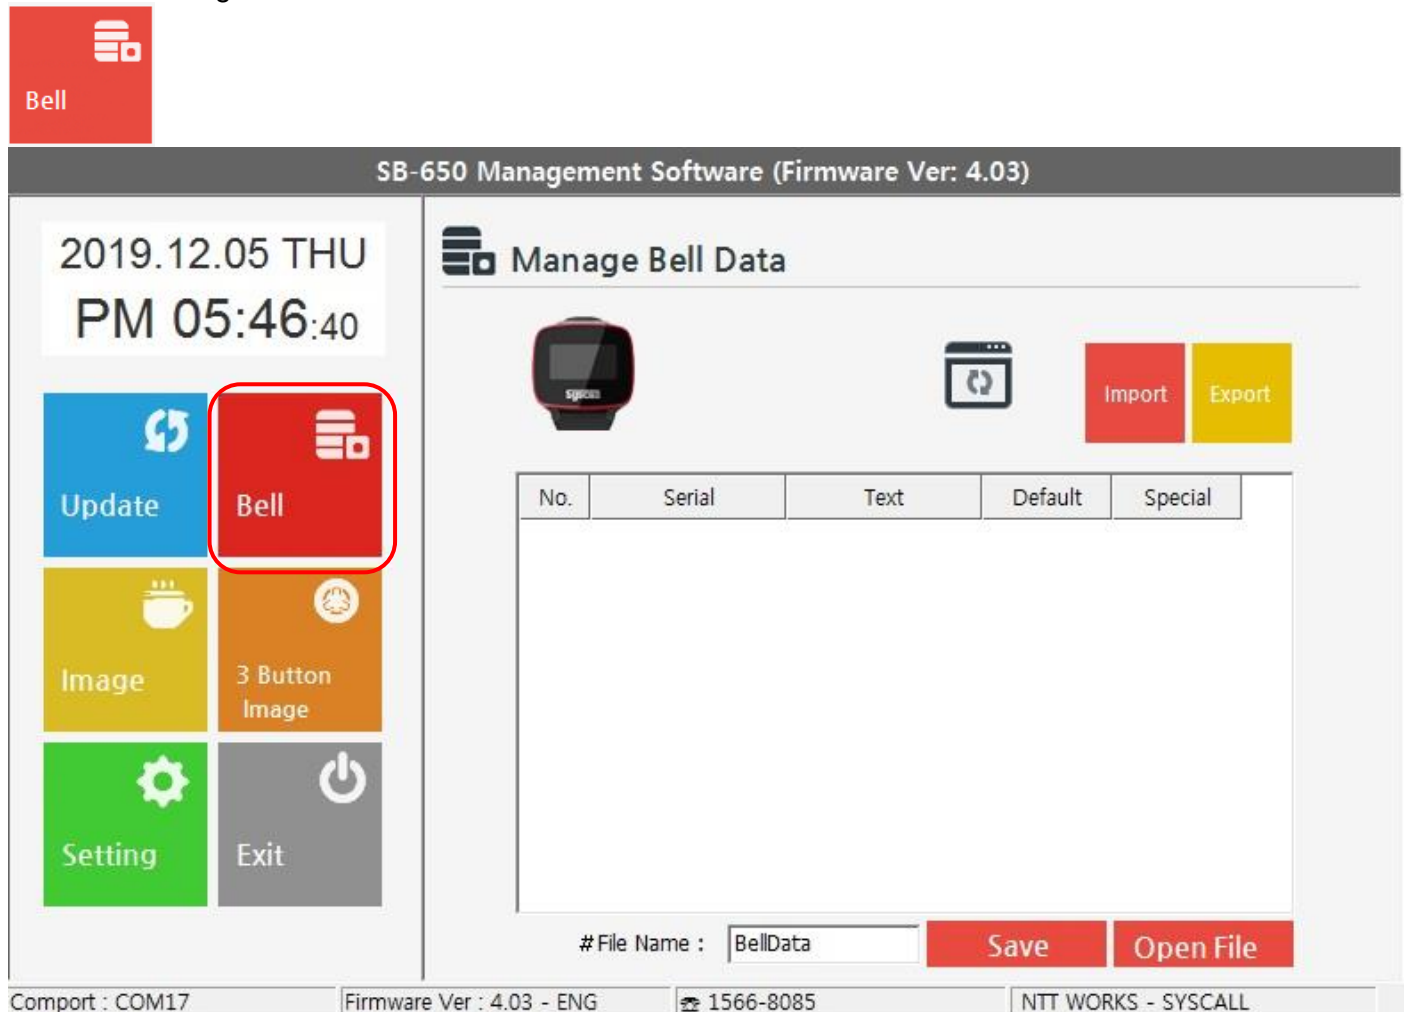 Bell
SB-650 Management Software (Firmware Ver: 4.03)
2019.12.05 THU
PM 05:46:40
Manage Bell Data
Import Export
Update
Bell
No. Serial Text Default Special
Image
3 Button
Image
Setting
Exit
#File Name : BellData Save Open File
Comport : COM17 Firmware Ver : 4.03 - ENG ☎ 1566-8085 NTT WORKS - SYSCALL